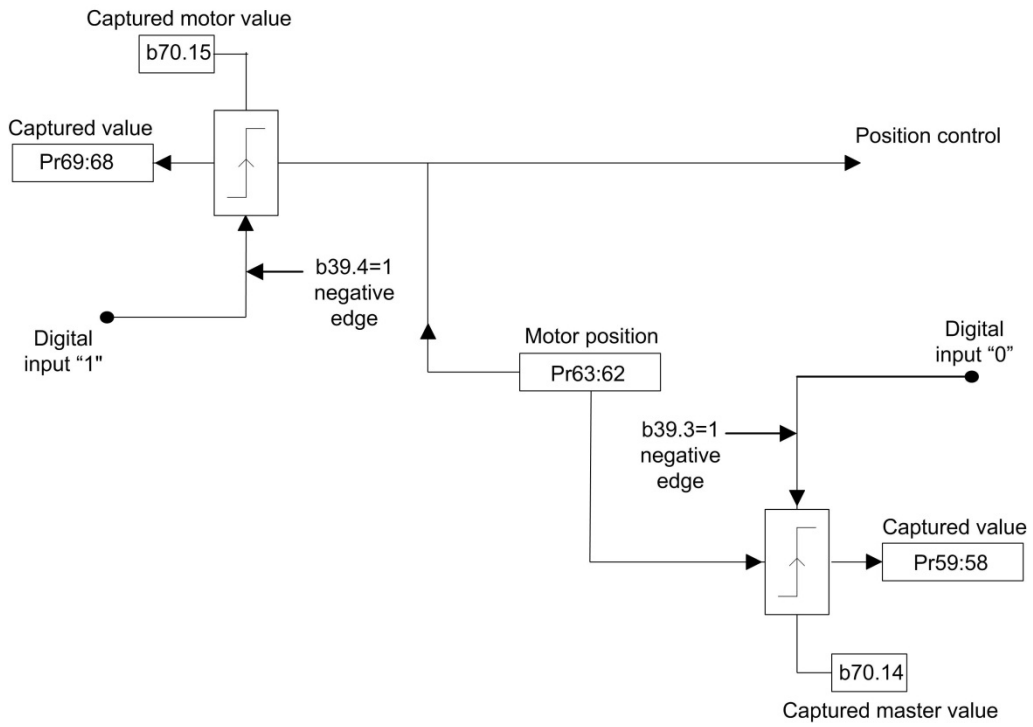 Captured motor value
b70.15
Captured value
Pr69:68
Position control
b39.4=1
negative
edge
Digital
input “1"
Motor position
Pr63:62
Digital
input “0”
b39.3=1
negative
edge
Captured value
Pr59:58
b70.14
Captured master value